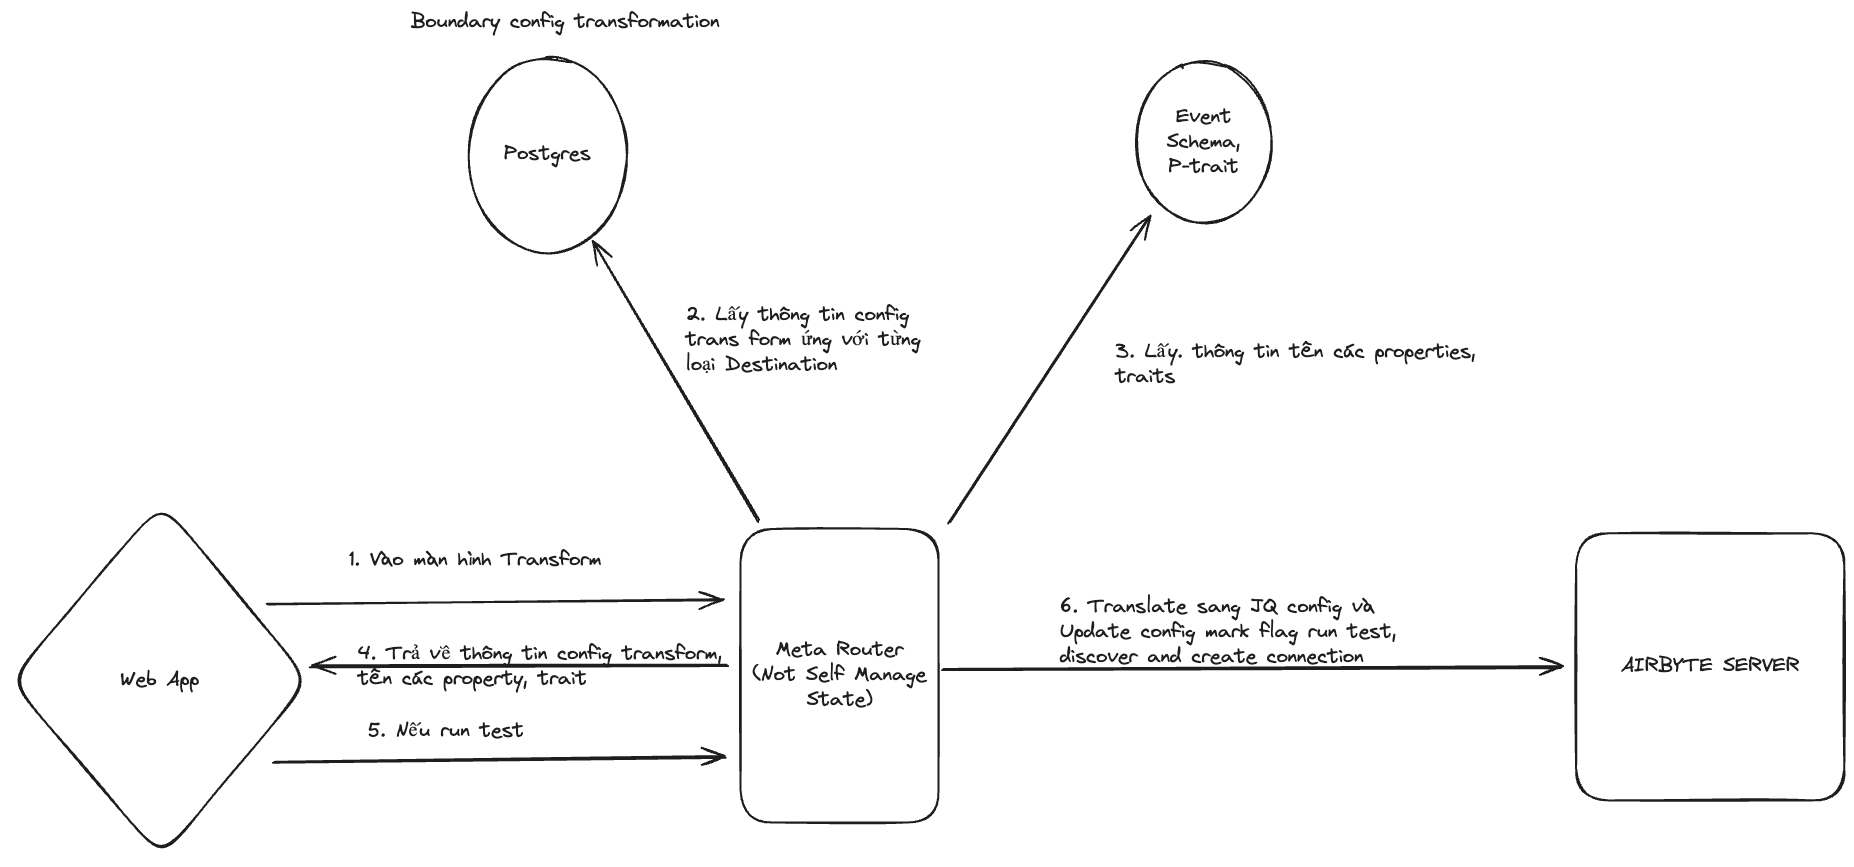 Boundary config transformation
Postgres
Event
Schema,
P-trait
2. Lấy thông tin config
trans form ứng với từng
loại Destination
3. Lấy. thông tin tên các properties,
traits
1. Vào màn hình Transform
4. Trả về thông tin config transform,
tên các property, trait
5. Nếu run test
Web App
Meta Router
(Not Self Manage
State)
6. Translate sang JQ config và
Update config mark flag run test,
discover and create connection
AIRBYTE SERVER